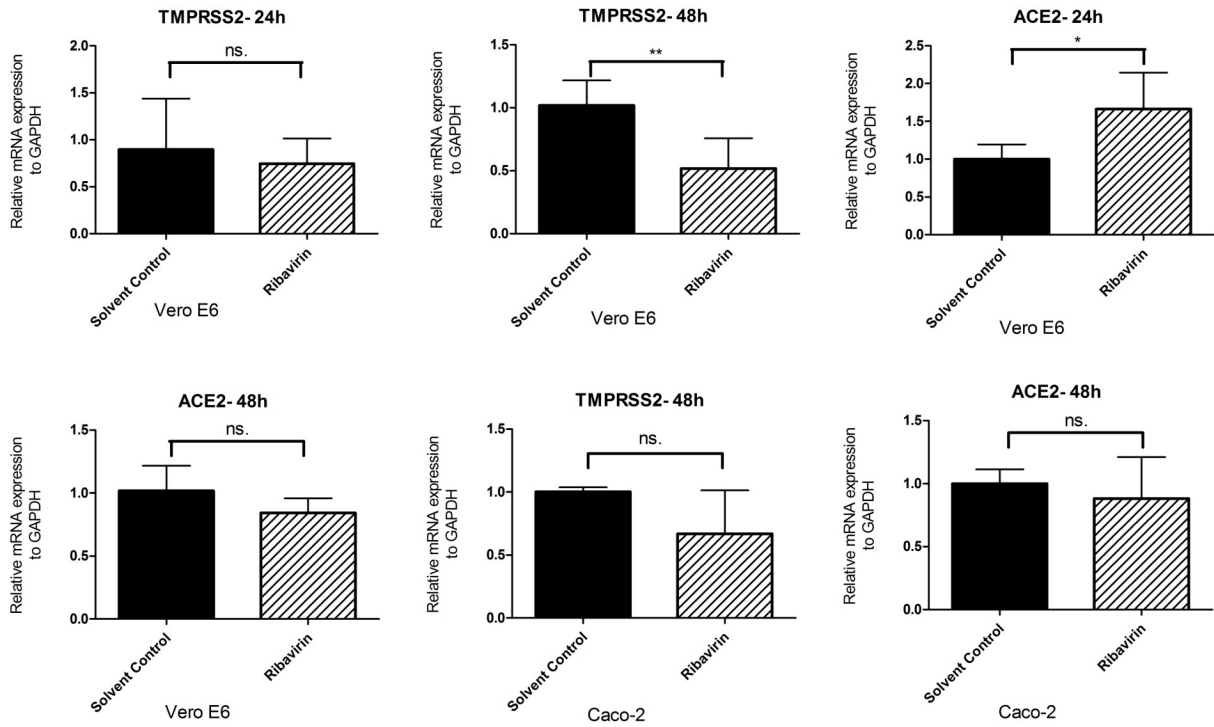 TMPRSS2- 24h
Relative mRNA expression
to GAPDH
2.0
1.5
1.0
0.5
0.0
ns.
Solvent Control
Ribavirin
Vero E6
TMPRSS2- 48h
Relative mRNA expression
to GAPDH
1.5
1.0
0.5
0.0
**
Solvent Control
Ribavirin
Vero E6
ACE2- 24h
Relative mRNA expression
to GAPDH
2.5
2.0
1.5
1.0
0.5
0.0
*
Solvent Control
Ribavirin
Vero E6
ACE2- 48h
Relative mRNA expression
to GAPDH
1.5
1.0
0.5
0.0
ns.
Solvent Control
Ribavirin
Vero E6
TMPRSS2- 48h
Relative mRNA expression
to GAPDH
1.5
1.0
0.5
0.0
ns.
Solvent Control
Ribavirin
Caco-2
ACE2- 48h
Relative mRNA expression
to GAPDH
1.5
1.0
0.5
0.0
ns.
Solvent Control
Ribavirin
Caco-2